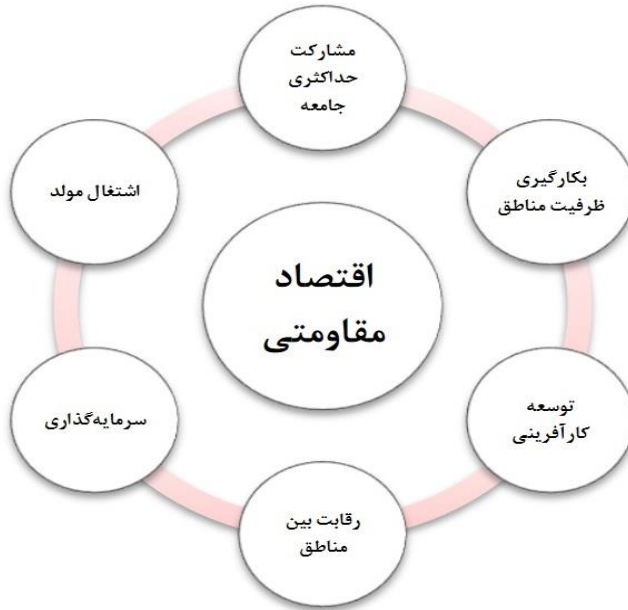 مشارکت
حداکثری
جامعه
بکارگیری
ظرفیت مناطق
توسعه
کارآفرینی
رقابت بین
مناطق
سرمایه‌گذاری
اشتغال مولد
اقتصاد
مقاومتی